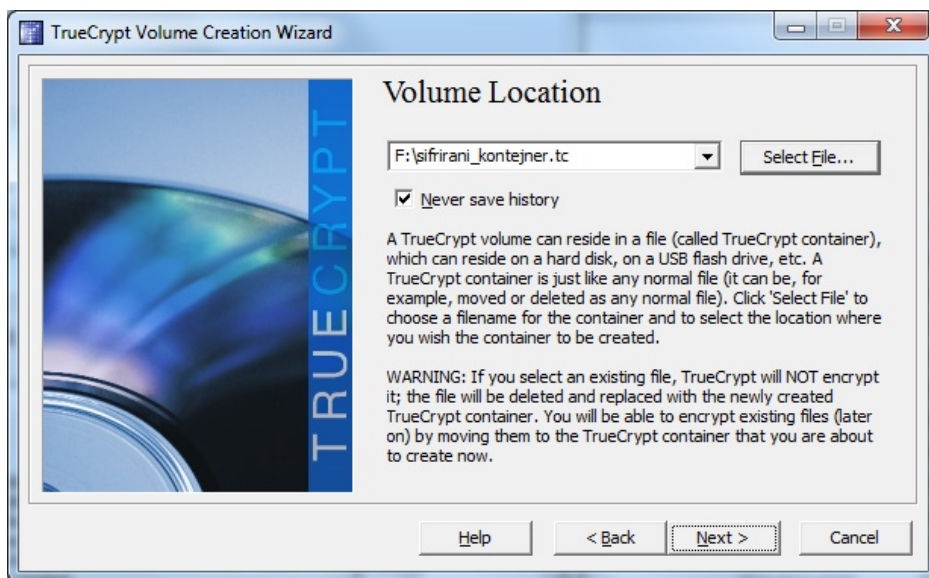 TrueCrypt Volume Creation Wizard
TRUECRYPT
Volume Location
F:\sifrirani_kontejner.tc
Select File...
Never save history
A TrueCrypt volume can reside in a file (called TrueCrypt container),
which can reside on a hard disk, on a USB flash drive, etc. A
TrueCrypt container is just like any normal file (it can be, for
example, moved or deleted as any normal file). Click 'Select File' to
choose a filename for the container and to select the location where
you wish the container to be created.
WARNING: If you select an existing file, TrueCrypt will NOT encrypt
it; the file will be deleted and replaced with the newly created
TrueCrypt container. You will be able to encrypt existing files (later
on) by moving them to the TrueCrypt container that you are about
to create now.
Help
< Back
Next >
Cancel